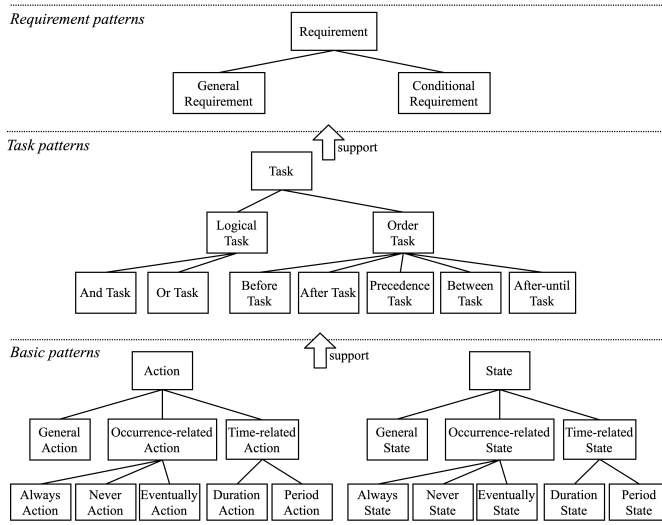 Requirement patterns
Requirement
General
Requirement
Conditional
Requirement
support
Task patterns
Task
Logical
Task
Order
Task
And Task
Or Task
Before
Task
After Task
Precedence
Task
Between
Task
After-until
Task
support
Basic patterns
Action
State
General
Action
Occurrence-related
Action
Time-related
Action
General
State
Occurrence-related
State
Time-related
State
Always
Action
Never
Action
Eventually
Action
Duration
Action
Period
Action
Always
State
Never
State
Eventually
State
Duration
State
Period
State